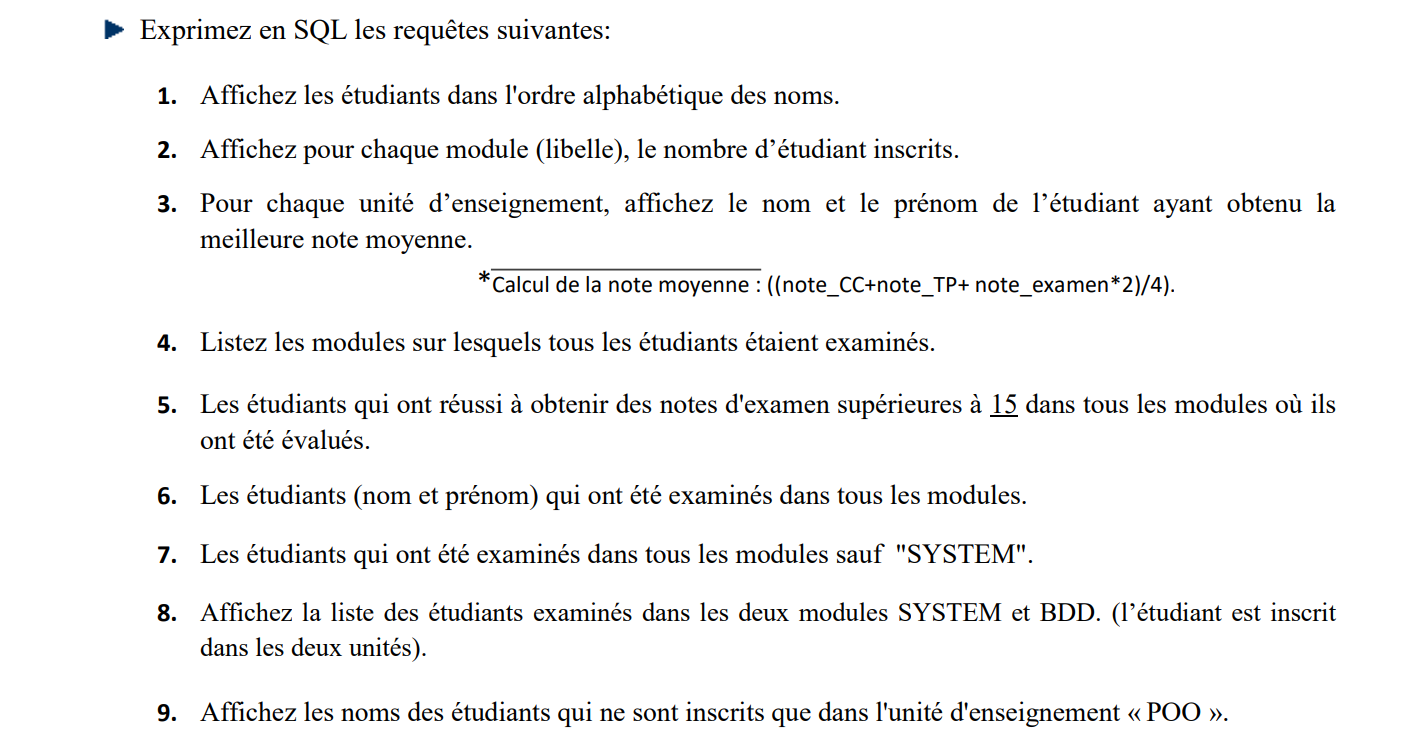 Exprimez en SQL les requêtes suivantes:
1. Affichez les étudiants dans l'ordre alphabétique des noms.
2. Affichez pour chaque module (libelle), le nombre d’étudiant inscrits.
3. Pour chaque unité d’enseignement, affichez le nom et le prénom de l’étudiant ayant obtenu la
meilleure note moyenne.
*Calcul de la note moyenne : ((note_CC+note_TP+ note_examen*2)/4).
4. Listez les modules sur lesquels tous les étudiants étaient examinés.
5. Les étudiants qui ont réussi à obtenir des notes d'examen supérieures à 15 dans tous les modules où ils
ont été évalués.
6. Les étudiants (nom et prénom) qui ont été examinés dans tous les modules.
7. Les étudiants qui ont été examinés dans tous les modules sauf "SYSTEM".
8. Affichez la liste des étudiants examinés dans les deux modules SYSTEM et BDD. (l’étudiant est inscrit
dans les deux unités).
9. Affichez les noms des étudiants qui ne sont inscrits que dans l'unité d'enseignement « POO ».